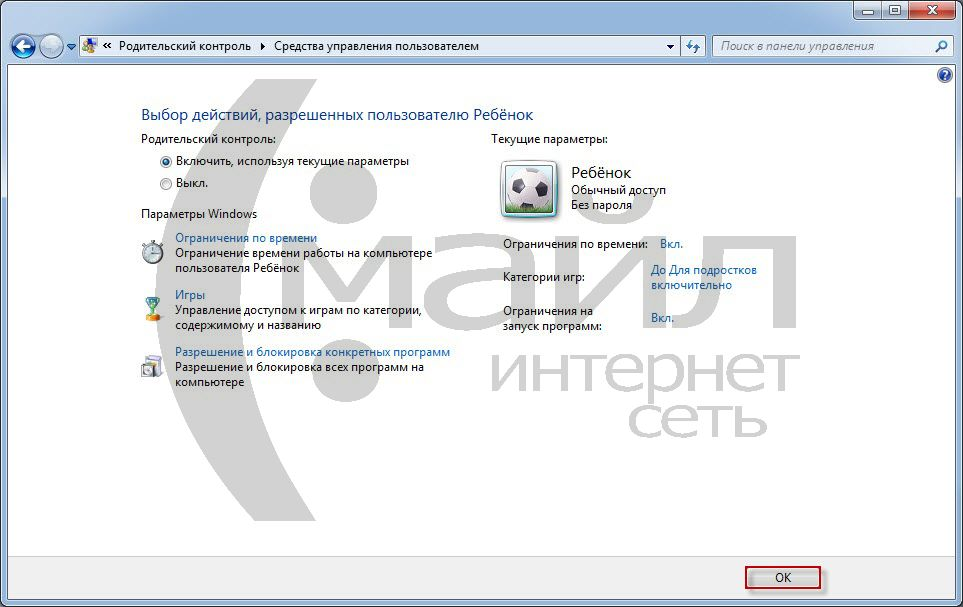 « Родительский контроль Средства управления пользователем
Поиск в панели управления
Выбор действий, разрешенных пользователю Ребёнок
Родительский контроль:
Включить, используя текущие параметры
Выкл.
Параметры Windows
Ограничения по времени
Ограничение времени работы на компьютере
пользователя Ребёнок
Игры
Управление доступом к играм по категории,
содержимому и названию
Разрешение и блокировка конкретных программ
Разрешение и блокировка всех программ на
компьютере
Текущие параметры:
Ребёнок
Обычный доступ
Без пароля
Ограничения по времени: Вкл.
Категории игр: До Для подростков
включительно
Ограничения на
запуск программ: Вкл.
майл
интернет
сеть
OK